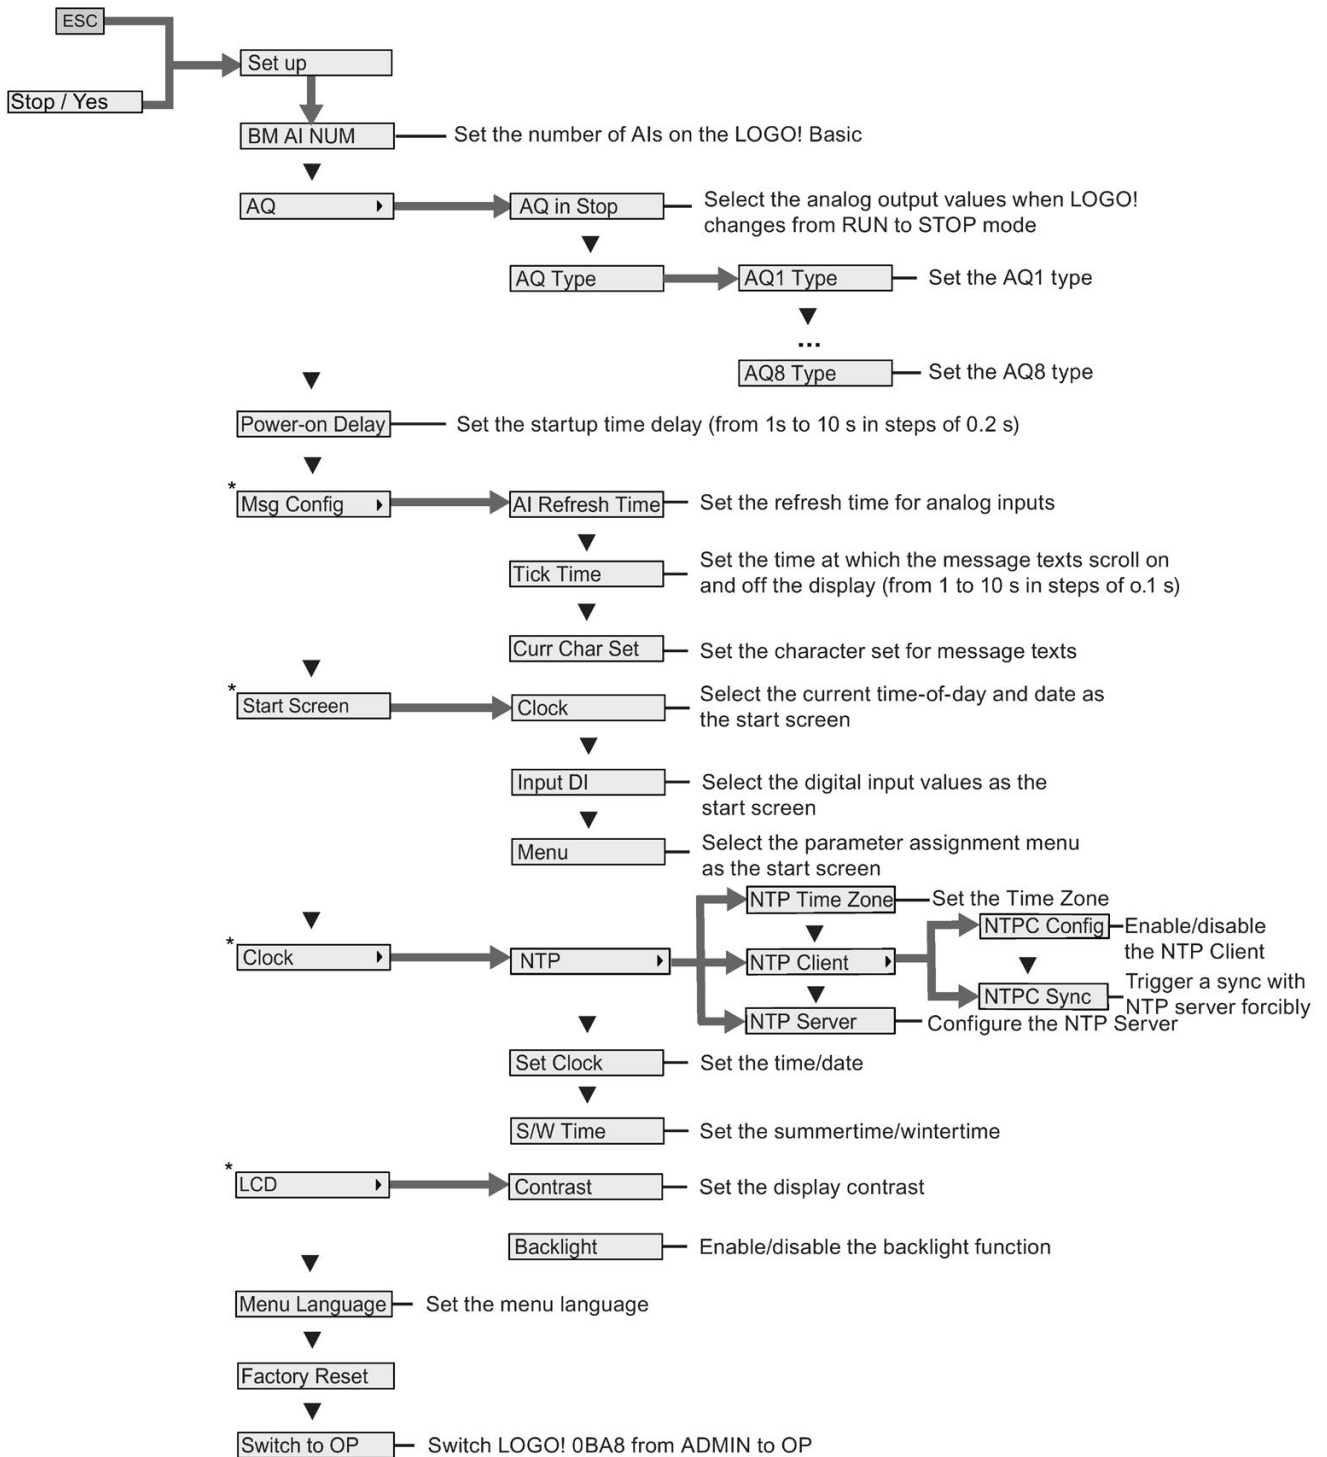 ESC
Set up
Stop / Yes
BM AI NUM
Set the number of AIs on the LOGO! Basic
AQ
AQ in Stop
Select the analog output values when LOGO!
changes from RUN to STOP mode
AQ Type
AQ1 Type
Set the AQ1 type
...
AQ8 Type
Set the AQ8 type
Power-on Delay
Set the startup time delay (from 1s to 10 s in steps of 0.2 s)
*
Msg Config
AI Refresh Time
Set the refresh time for analog inputs
Tick Time
Set the time at which the message texts scroll on
and off the display (from 1 to 10 s in steps of o.1 s)
Curr Char Set
Set the character set for message texts
*
Start Screen
Clock
Select the current time-of-day and date as
the start screen
Input DI
Select the digital input values as the
start screen
Menu
Select the parameter assignment menu
as the start screen
NTP Time Zone
Set the Time Zone
NTPC Config
Enable/disable
the NTP Client
*
Clock
NTP
NTP Client
NTPC Sync
Trigger a sync with
NTP server forcibly
NTP Server
Configure the NTP Server
Set Clock
Set the time/date
S/W Time
Set the summertime/wintertime
*
LCD
Contrast
Set the display contrast
Backlight
Enable/disable the backlight function
Menu Language
Set the menu language
Factory Reset
Switch to OP
Switch LOGO! 0BA8 from ADMIN to OP